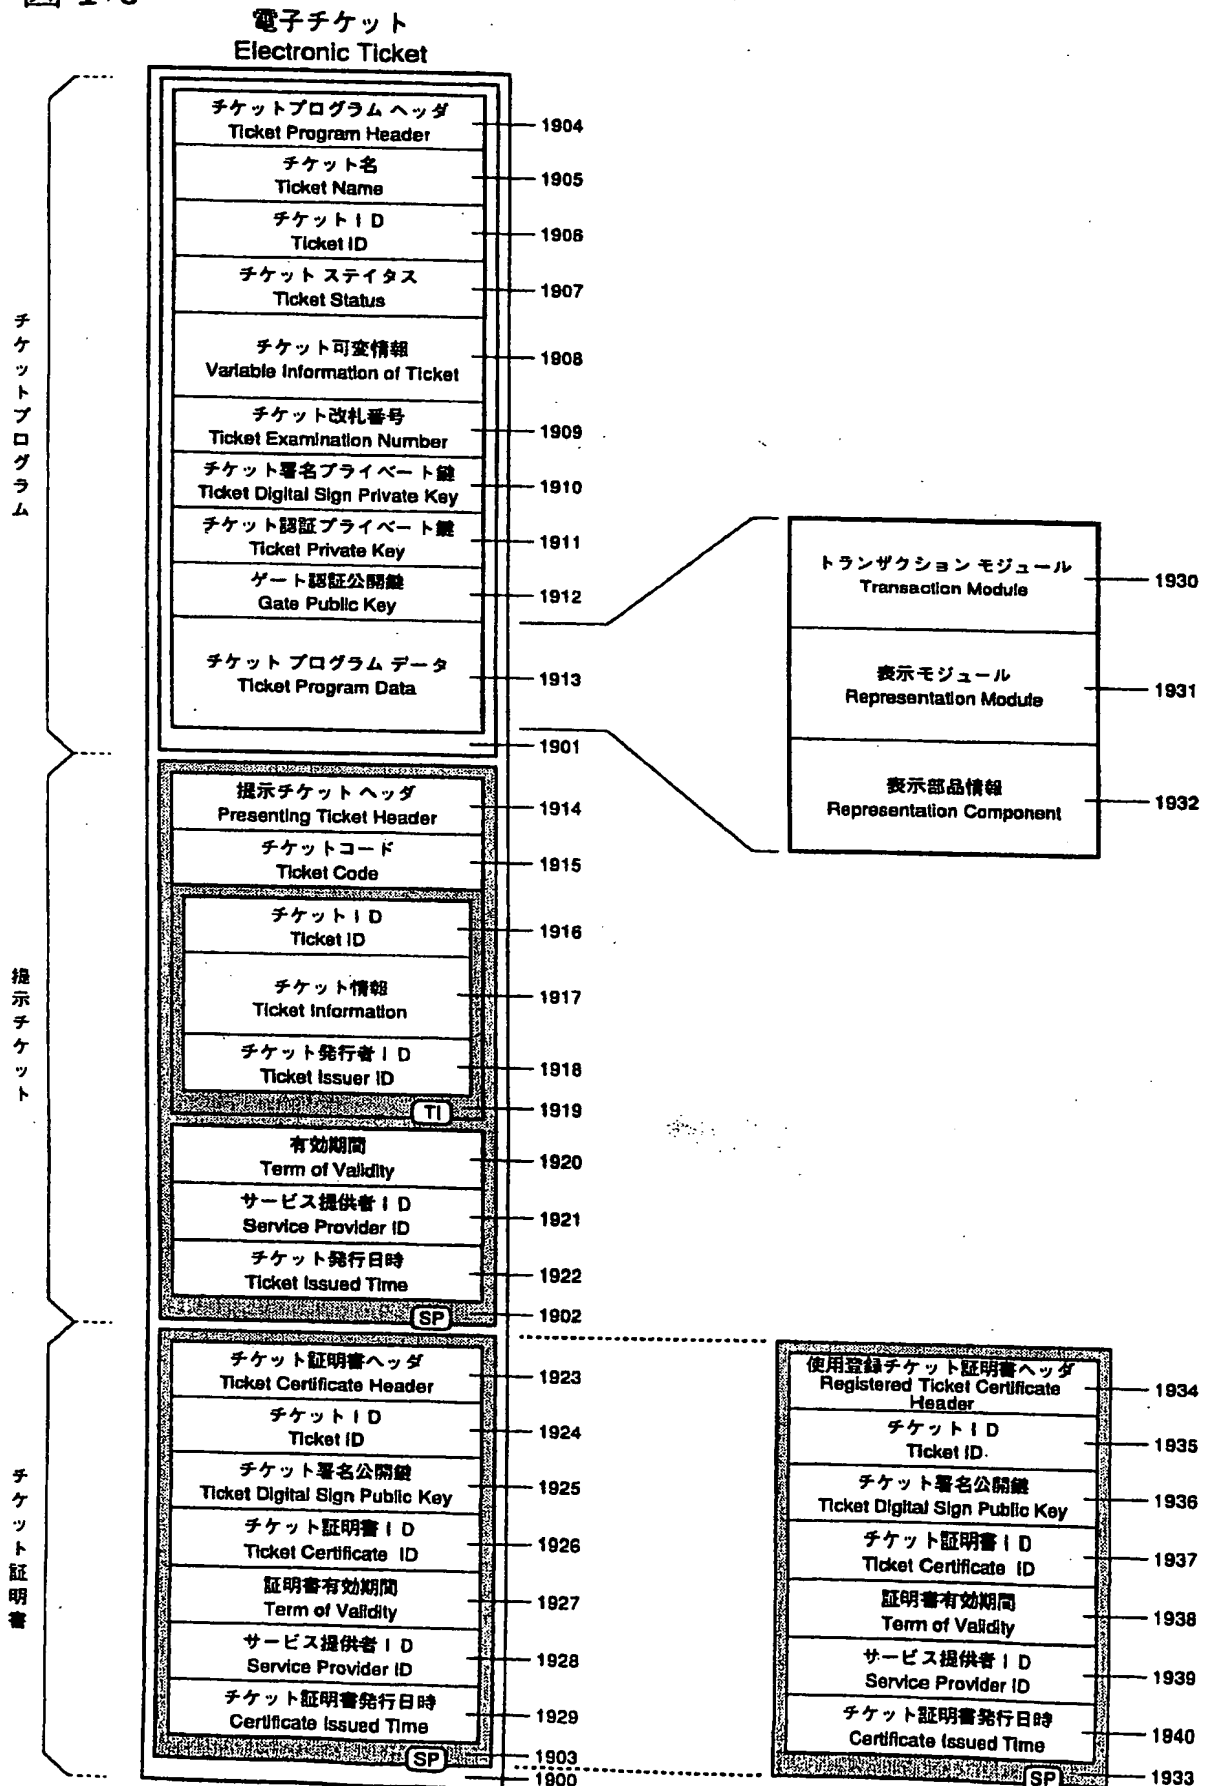 電子チケット
Electronic Ticket
チケットプログラム
チケットプログラム ヘッダ
Ticket Program Header
1904
チケット名
Ticket Name
1905
チケットID
Ticket ID
1906
チケット ステイタス
Ticket Status
1907
チケット可変情報
Variable Information of Ticket
1908
チケット改札番号
Ticket Examination Number
1909
チケット署名プライベート鍵
Ticket Digital Sign Private Key
1910
チケット認証プライベート鍵
Ticket Private Key
1911
ゲート認証公開鍵
Gate Public Key
1912
チケット プログラム データ
Ticket Program Data
1913
1901
トランザクション モジュール
Transaction Module
1930
表示モジュール
Representation Module
1931
表示部品情報
Representation Component
1932
提示チケット
提示チケット ヘッダ
Presenting Ticket Header
1914
チケットコード
Ticket Code
1915
チケットID
Ticket ID
1916
チケット情報
Ticket Information
1917
チケット発行者ID
Ticket Issuer ID
1918
TI
1919
有効期間
Term of Validity
1920
サービス提供者ID
Service Provider ID
1921
チケット発行日時
Ticket Issued Time
1922
SP
1902
チケット証明書
チケット証明書ヘッダ
Ticket Certificate Header
1923
チケットID
Ticket ID
1924
チケット署名公開鍵
Ticket Digital Sign Public Key
1925
チケット証明書ID
Ticket Certificate ID
1926
証明書有効期間
Term of Validity
1927
サービス提供者ID
Service Provider ID
1928
チケット証明書発行日時
Certificate Issued Time
1929
SP
1903
1900
使用登録チケット証明書ヘッダ
Registered Ticket Certificate
Header
1934
チケットID
Ticket ID
1935
チケット署名公開鍵
Ticket Digital Sign Public Key
1936
チケット証明書ID
Ticket Certificate ID
1937
証明書有効期間
Term of Validity
1938
サービス提供者ID
Service Provider ID
1939
チケット証明書発行日時
Certificate Issued Time
1940
SP
1933